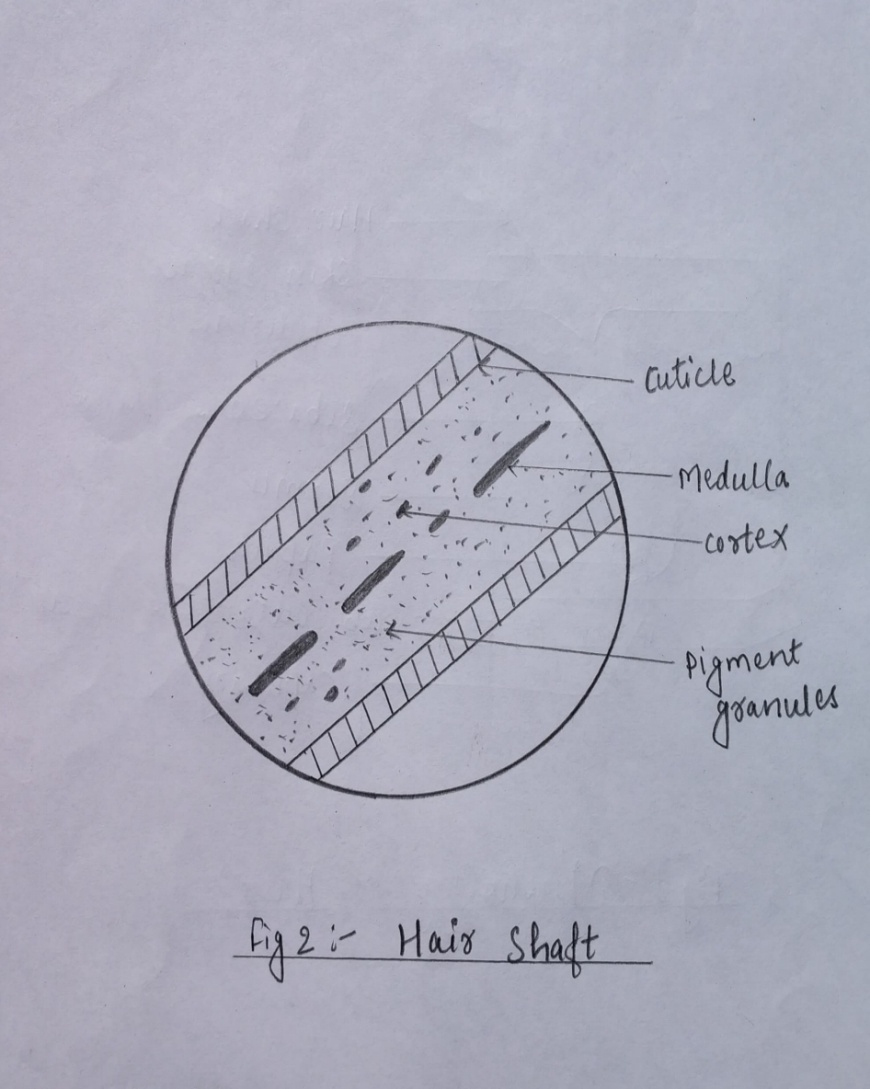 Cuticle
Medulla
cortex
Pigment
granules
Fig 2 :- Hair Shaft